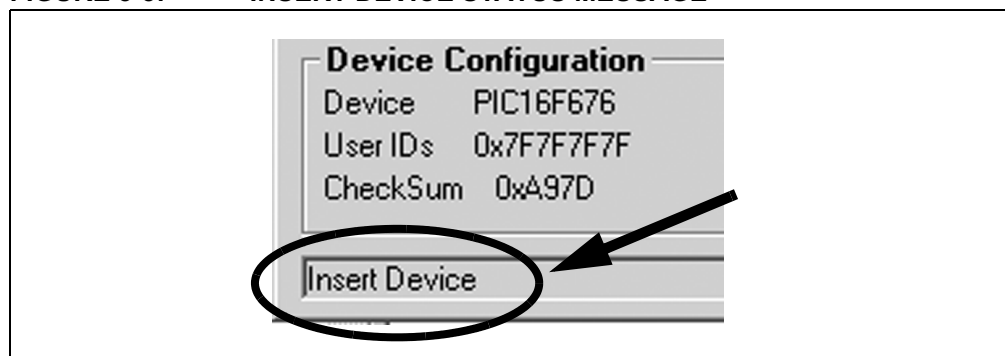 Device Configuration
Device PIC16F676
User IDs 0x7F7F7F7F
CheckSum 0xA97D
Insert Device